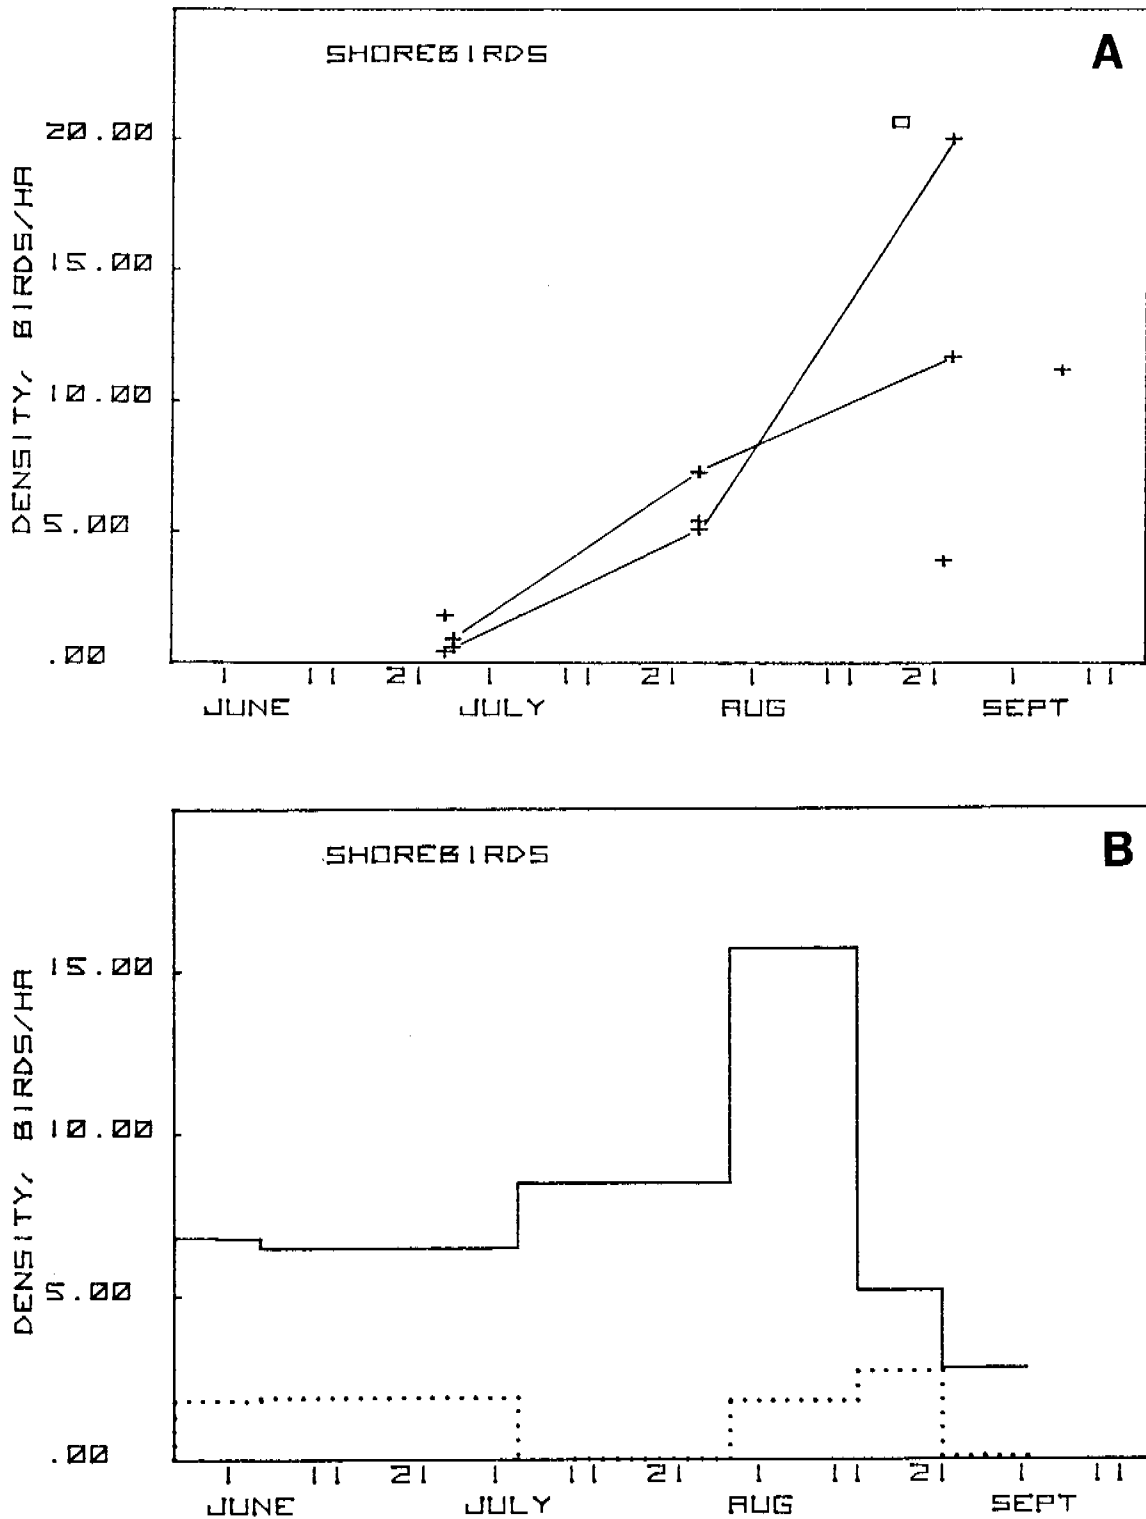 SHOREBIRDS
A
DENSITY, BIRDS/HA
20.00
15.00
10.00
5.00
.00
1 11 21 1 11 21 1 11 21 1 11
JUNE JULY AUG SEPT
SHOREBIRDS
B
DENSITY, BIRDS/HA
15.00
10.00
5.00
.00
1 11 21 1 11 21 1 11 21 1 11
JUNE JULY AUG SEPT